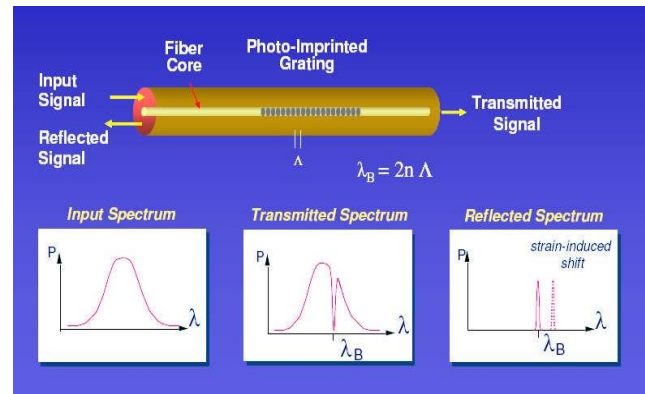 Fiber
Core
Photo-Imprinted
Grating
Input
Signal
Reflected
Signal
Transmitted
Signal
Λ
λB = 2n Λ
Input Spectrum
Transmitted Spectrum
Reflected Spectrum
P
λ
P
λ
λB
P
strain-induced
shift
λ
λB